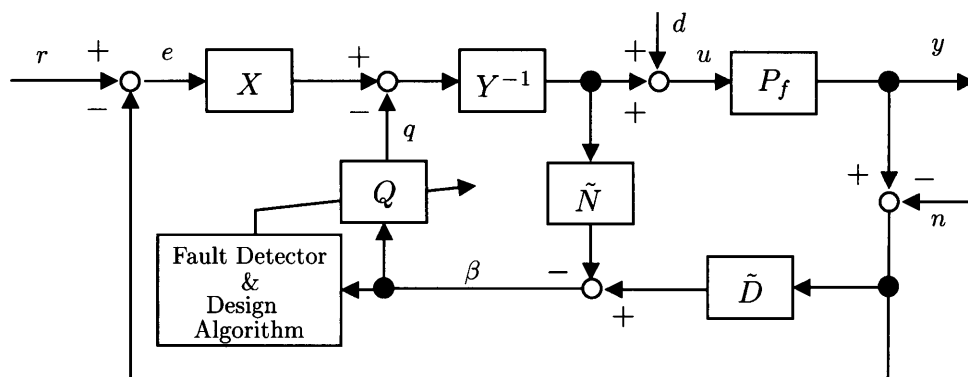 r + − e X + − q Y⁻¹ + + d u P_f y
Q Ñ + − n
Fault Detector
&
Design
Algorithm
β − + D̃